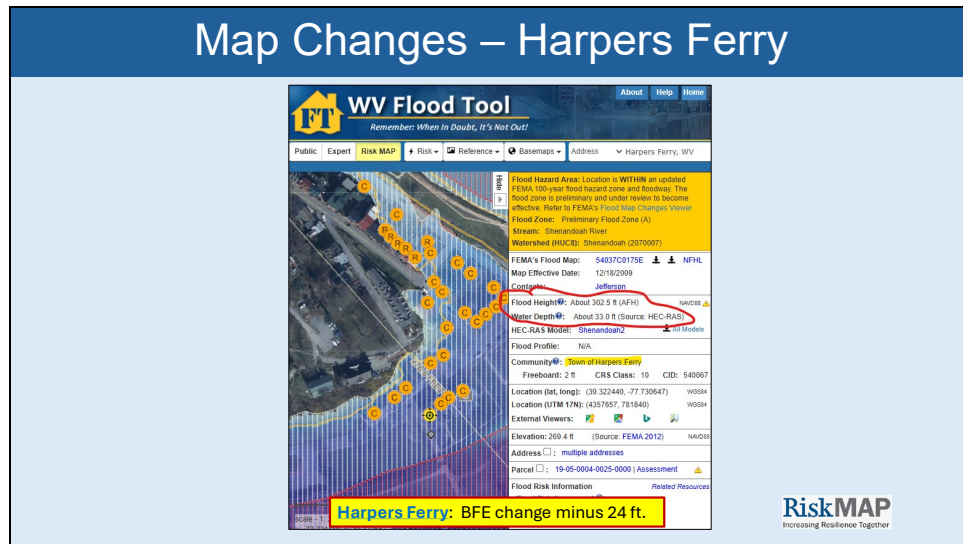 Map Changes – Harpers Ferry
FT
WV Flood Tool
Remember: When In Doubt, It's Not Out!
About Help Home
Public Expert Risk MAP Risk Reference Basemaps Address Harpers Ferry, WV
Hide
Flood Hazard Area: Location is WITHIN an updated
FEMA 100-year flood hazard zone and floodway. The
flood zone is preliminary and under review to become
effective. Refer to FEMA's Flood Map Changes Viewer
Flood Zone: Preliminary Flood Zone (A)
Stream: Shenandoah River
Watershed (HUC8): Shenandoah (2070007)
FEMA's Flood Map: 54037C0175E NFHL
Map Effective Date: 12/18/2009
Contacts: Jefferson
Flood Height: About 302.5 ft (AFH) NAVD88
Water Depth: About 33.0 ft (Source: HEC-RAS)
HEC-RAS Model: Shenandoah2 All Models
Flood Profile: N/A
Community: Town of Harpers Ferry
Freeboard: 2 ft CRS Class: 10 CID: 540067
Location (lat, long): (39.322440, -77.730647) WGS84
Location (UTM 17N): (4357657, 781840) WGS84
External Viewers:
Elevation: 269.4 ft (Source: FEMA 2012) NAVD88
Address : multiple addresses
Parcel : 19-05-0004-0025-0000 | Assessment
Flood Risk Information Related Resources
Harpers Ferry: BFE change minus 24 ft.
RiskMAP
Increasing Resilience Together